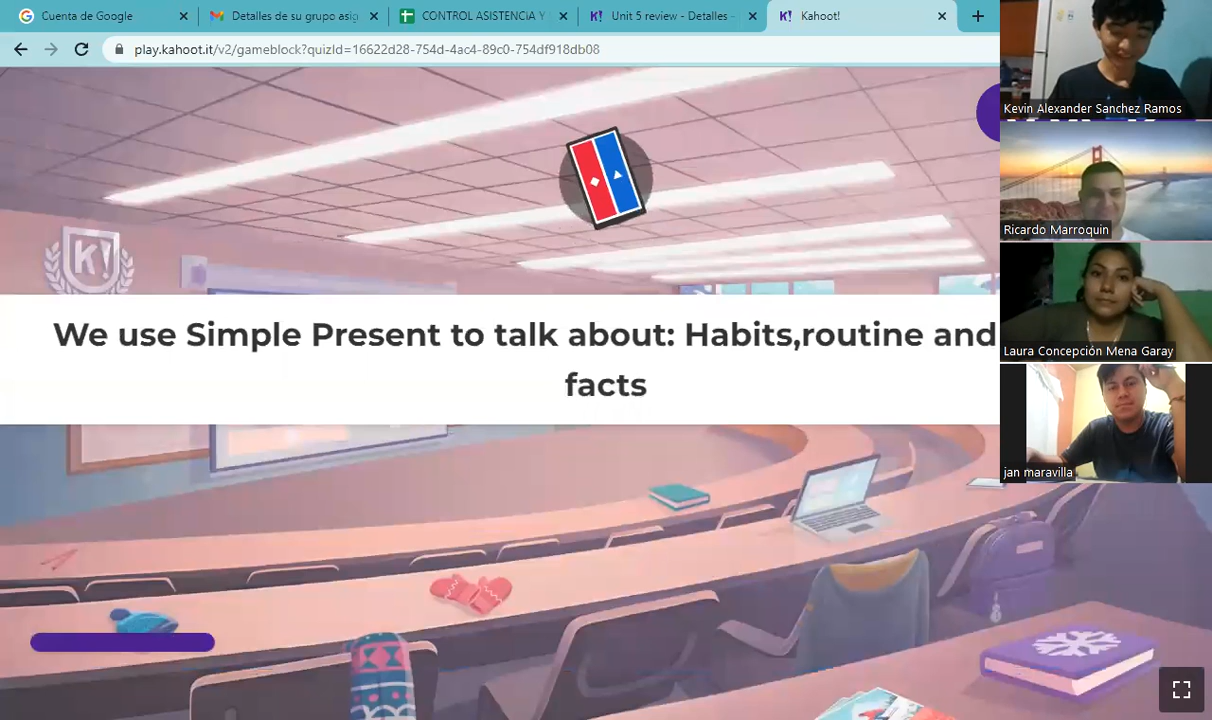 Cuenta de Google
Detalles de su grupo asig
CONTROL ASISTENCiA Y
Unit 5 review - Detalles -
Kahoot!
play.kahoot.it/v2/gameblock?quizId=16622d28-754d-4ac4-89c0-754df918db08
K!
We use Simple Present to talk about: Habits,routine and
facts
Kevin Alexander Sanchez Ramos
Ricardo Marroquin
Laura Concepción Mena Garay
jan maravilla